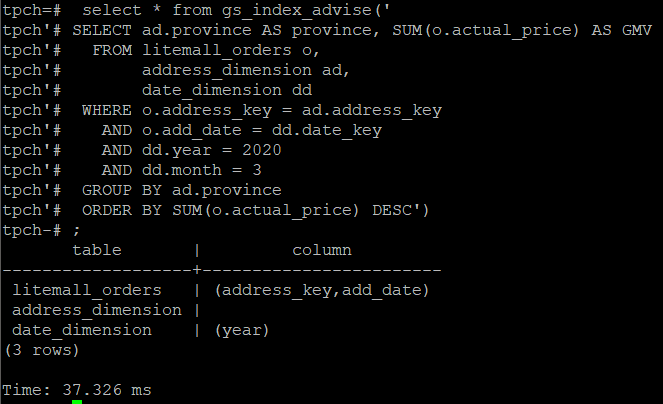 tpch=#  select * from gs_index_advise('
tpch'# SELECT ad.province AS province, SUM(o.actual_price) AS GMV
tpch'#   FROM litemall_orders o,
tpch'#        address_dimension ad,
tpch'#        date_dimension dd
tpch'#  WHERE o.address_key = ad.address_key
tpch'#    AND o.add_date = dd.date_key
tpch'#    AND dd.year = 2020
tpch'#    AND dd.month = 3
tpch'#  GROUP BY ad.province
tpch'#  ORDER BY SUM(o.actual_price) DESC')
tpch-# ;
       table       |         column
-------------------+------------------------
 litemall_orders   | (address_key,add_date)
 address_dimension |
 date_dimension    | (year)
(3 rows)
Time: 37.326 ms